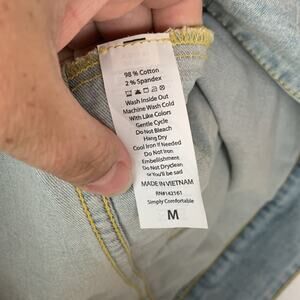 98 % Cotton
2 % Spandex
Wash Inside Out
Machine Wash Cold
With Like Colors
Gentle Cycle
Do Not Bleach
Hang Dry
Cool Iron If Needed
Do Not Iron
Embellishment
Do Not Dryclean
or You'll be sad
MADE IN VIETNAM
RN#142161
Simply Comfortable
M